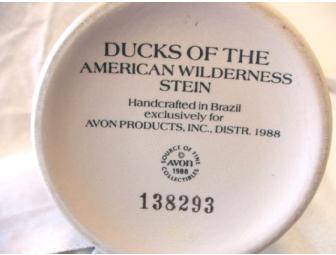 DUCKS OF THE
AMERICAN WILDERNESS
STEIN
Handcrafted in Brazil
exclusively for
AVON PRODUCTS, INC., DISTR. 1988
SOURCE OF FINE
©
AVON
1988
COLLECTIBLES
138293